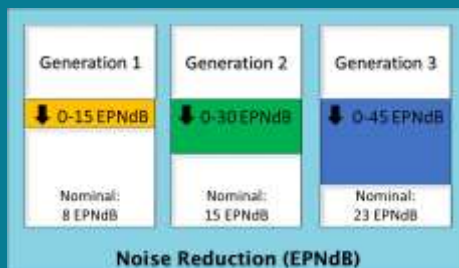 Generation 1
⬇ 0-15 EPNdB
Nominal:
8 EPNdB
Generation 2
⬇ 0-30 EPNdB
Nominal:
15 EPNdB
Generation 3
⬇ 0-45 EPNdB
Nominal:
23 EPNdB
Noise Reduction (EPNdB)